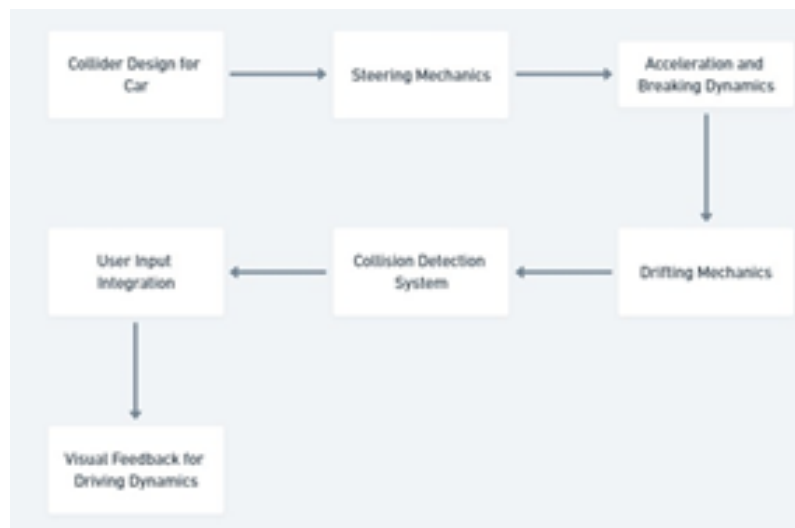 Collider Design for
Car
Steering Mechanics
Acceleration and
Breaking Dynamics
Drifting Mechanics
Collision Detection
System
User Input
Integration
Visual Feedback for
Driving Dynamics